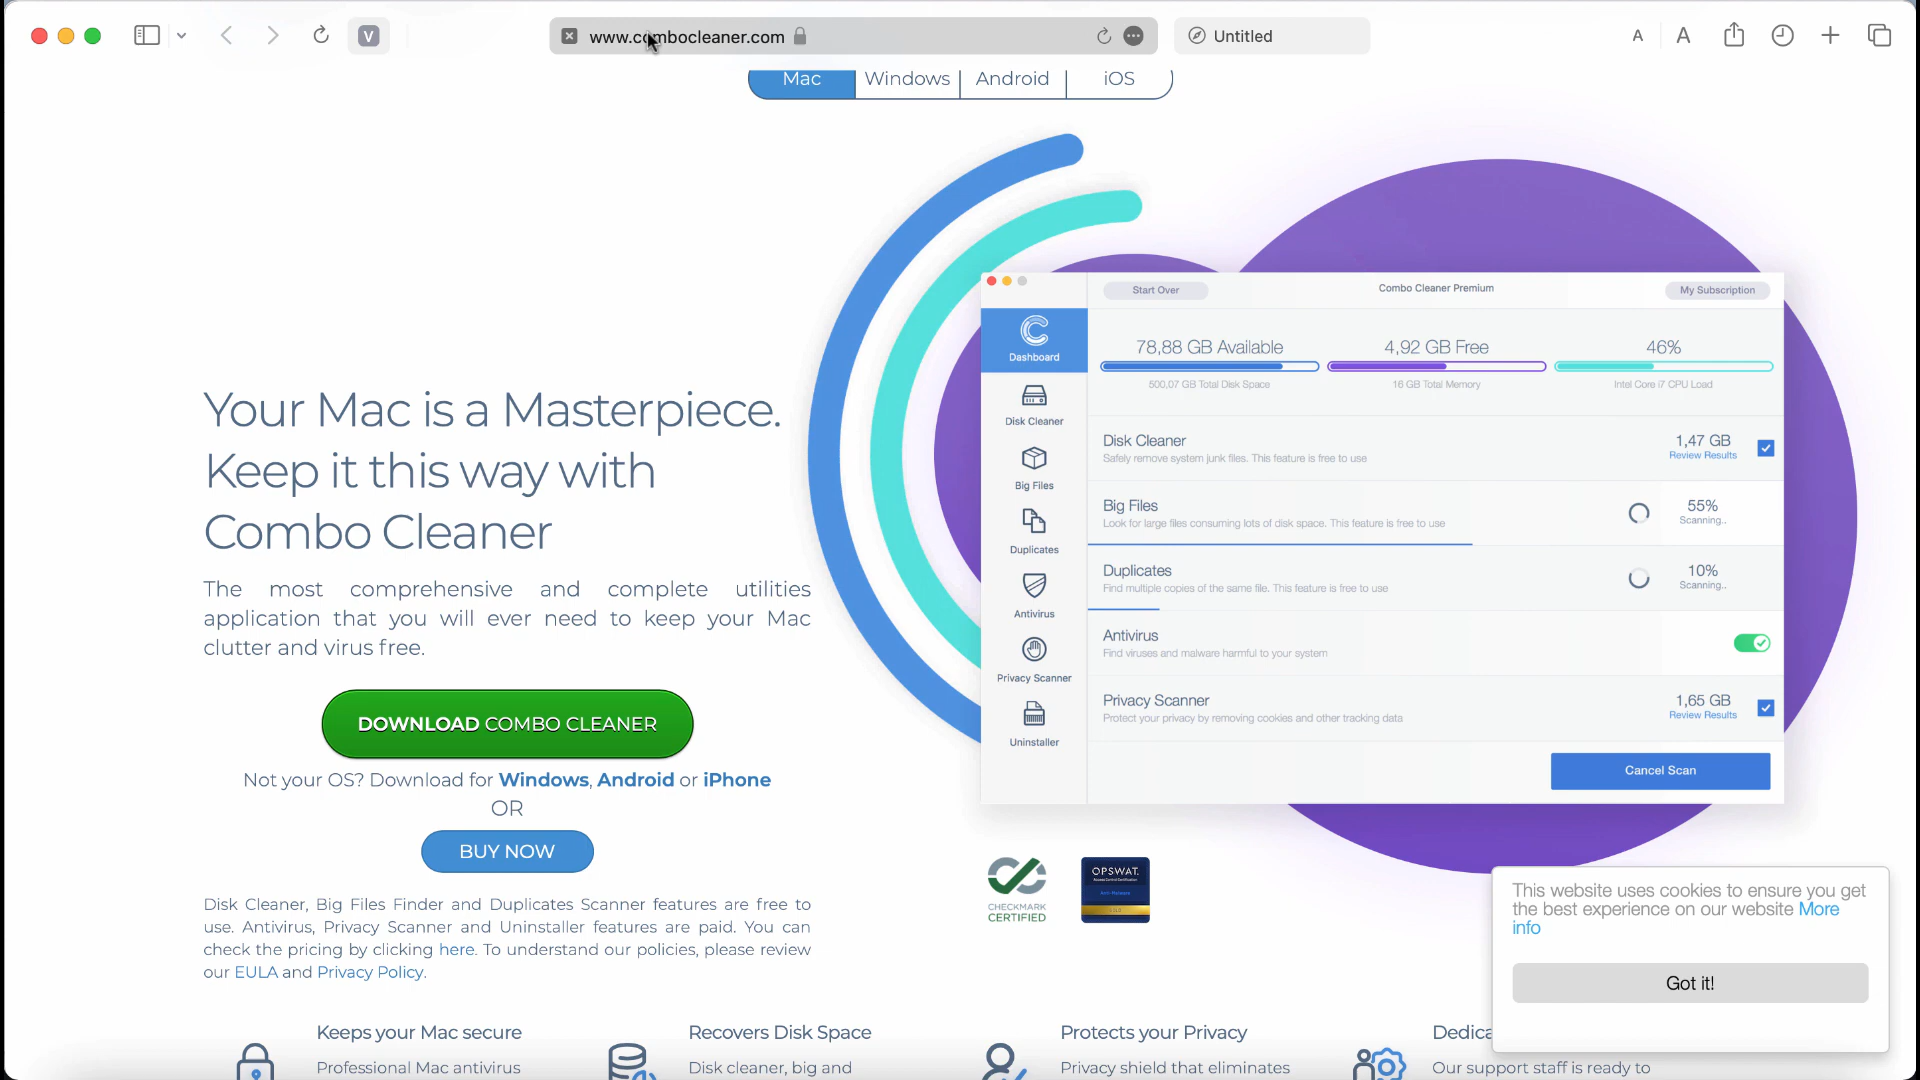 V
www.combocleaner.com
Untitled
A
A
Mac
Windows
Android
iOS
Your Mac is a Masterpiece.
Keep it this way with
Combo Cleaner
The most comprehensive and complete utilities
application that you will ever need to keep your Mac
clutter and virus free.
DOWNLOAD COMBO CLEANER
Not your OS? Download for Windows, Android or iPhone
OR
BUY NOW
Disk Cleaner, Big Files Finder and Duplicates Scanner features are free to
use. Antivirus, Privacy Scanner and Uninstaller features are paid. You can
check the pricing by clicking here. To understand our policies, please review
our EULA and Privacy Policy.
Start Over
Combo Cleaner Premium
My Subscription
Dashboard
Disk Cleaner
Big Files
Duplicates
Antivirus
Privacy Scanner
Uninstaller
78,88 GB Available
500,07 GB Total Disk Space
4,92 GB Free
16 GB Total Memory
46%
Intel Core i7 CPU Load
Disk Cleaner
Safely remove system junk files. This feature is free to use
1,47 GB
Review Results
Big Files
Look for large files consuming lots of disk space. This feature is free to use
55%
Scanning..
Duplicates
Find multiple copies of the same file. This feature is free to use
10%
Scanning..
Antivirus
Find viruses and malware harmful to your system
Privacy Scanner
Protect your privacy by removing cookies and other tracking data
1,65 GB
Review Results
Cancel Scan
CHECKMARK
CERTIFIED
OPSWAT.
This website uses cookies to ensure you get
the best experience on our website More
info
Got it!
Keeps your Mac secure
Professional Mac antivirus
Recovers Disk Space
Disk cleaner, big and
Protects your Privacy
Privacy shield that eliminates
Dedica
Our support staff is ready to